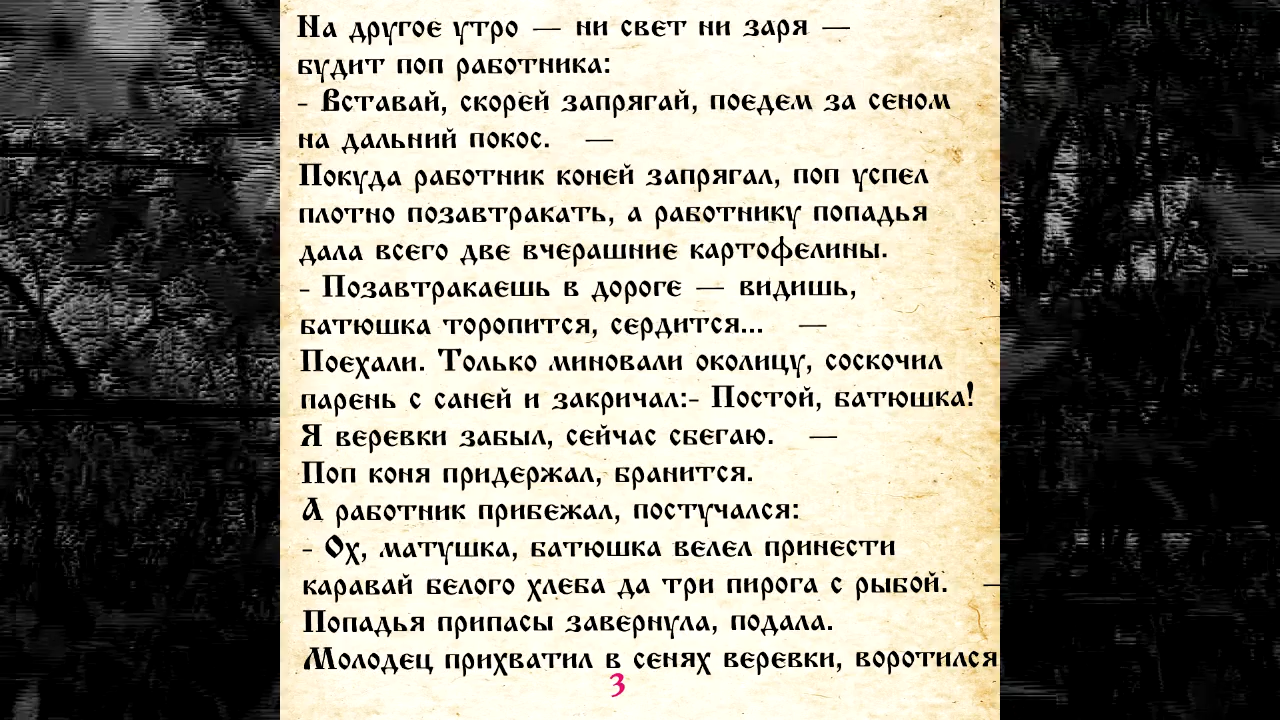 На другое утро — ни свет ни заря —
будит поп работника:
- Вставай, скорей запрягай, поедем за сеном
на дальний покос. —
Покуда работник коней запрягал, поп успел
плотно позавтракать, а работнику попадья
дала всего две вчерашние картофелины.
- Позавтракаешь в дороге — видишь,
батюшка торопится, сердится... —
Поехали. Только миновали околицу, соскочил
парень с саней и закричал:- Постой, батюшка!
Я веревки забыл, сейчас сбегаю. —
Поп коня придержал, бранится.
А работник прибежал, постучался:
- Ох, матушка, батюшка велел принести
каравай белого хлеба да три пирога с рыбой. —
Попадья припасы завернула, подала.
Молодец прихватил в сенях веревки, воротился
3